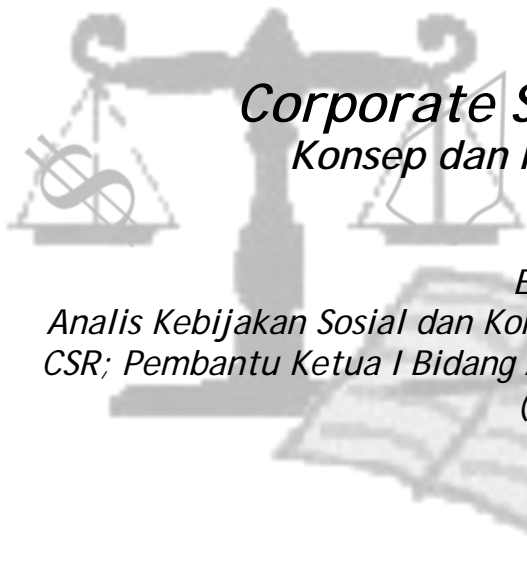 Corporate S
Konsep dan
E
Analis Kebijakan Sosial dan Ko
CSR; Pembantu Ketua I Bidang
(